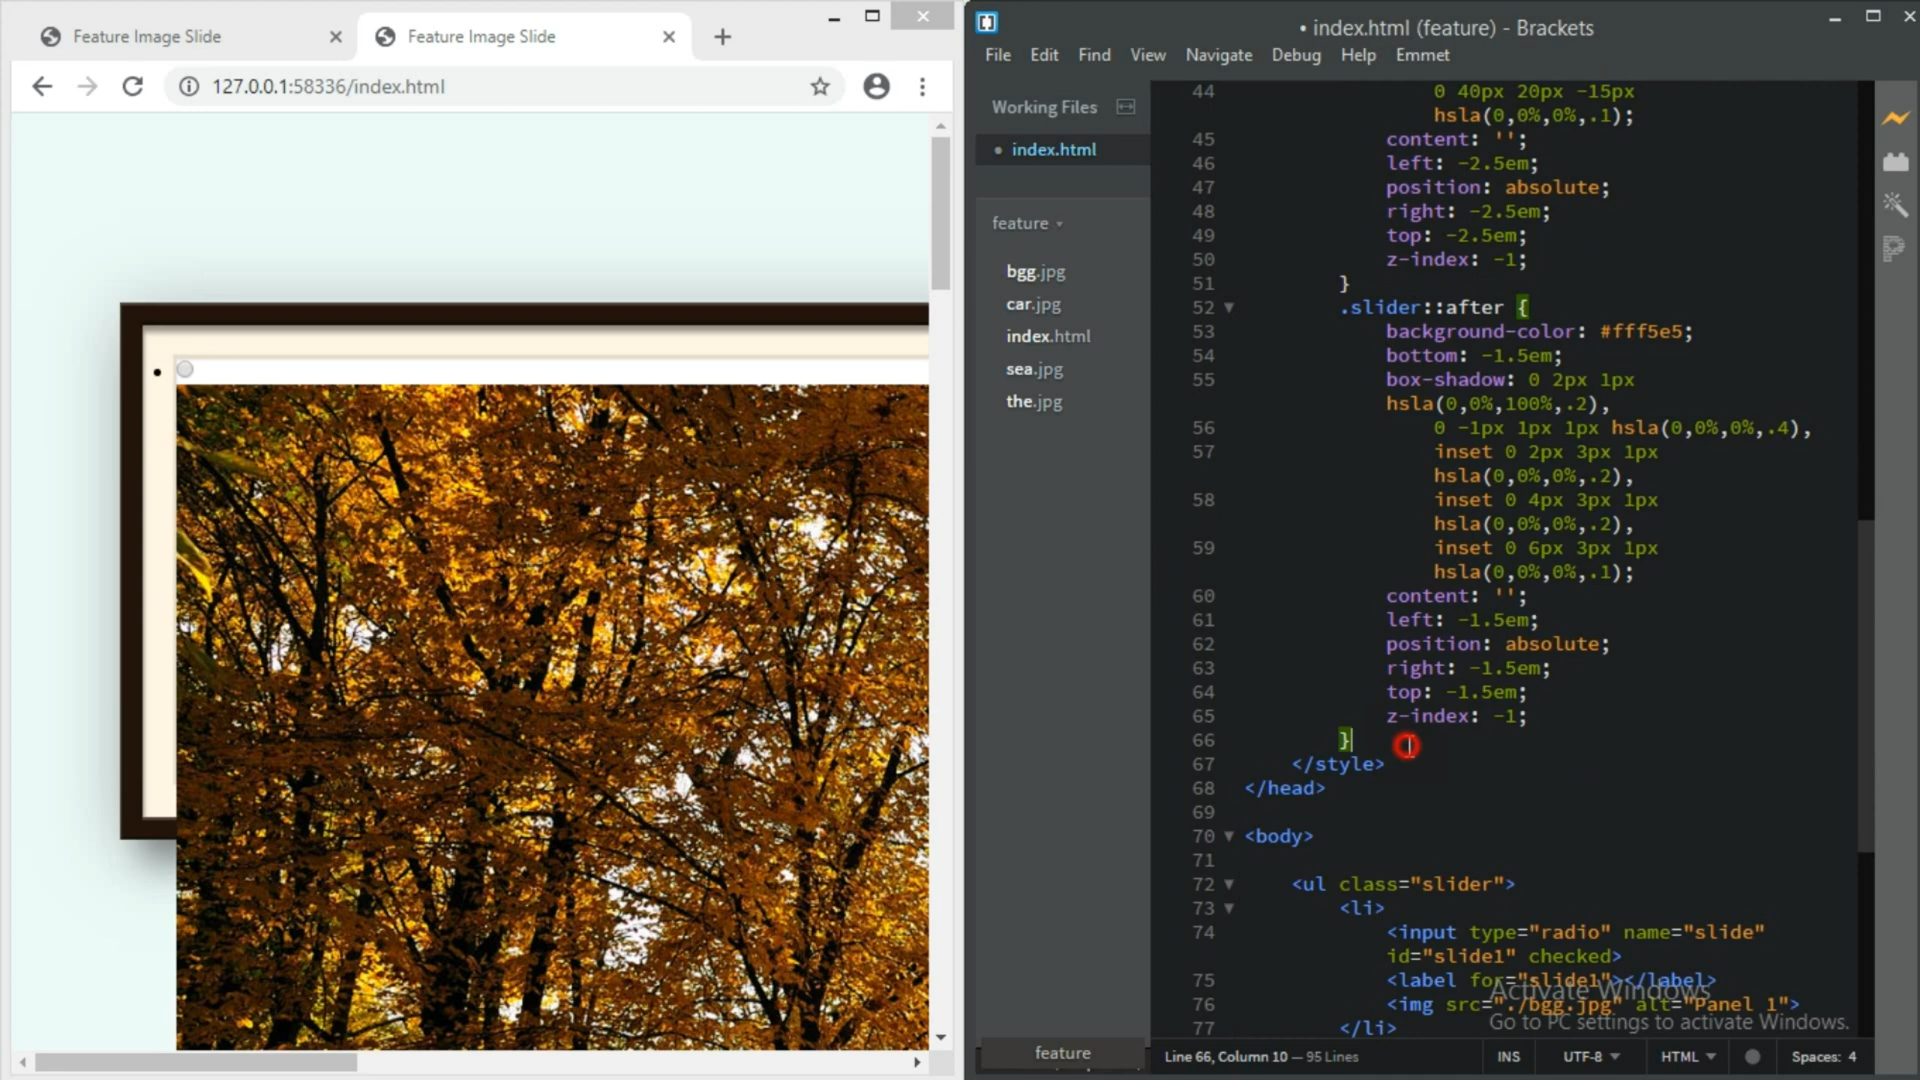 Feature Image Slide
Feature Image Slide
127.0.0.1:58336/index.html
• index.html (feature) - Brackets
File Edit Find View Navigate Debug Help Emmet
Working Files
• index.html
feature
bgg.jpg
car.jpg
index.html
sea.jpg
the.jpg
44 0 40px 20px -15px
hsla(0,0%,0%,.1);
45 content: '';
46 left: -2.5em;
47 position: absolute;
48 right: -2.5em;
49 top: -2.5em;
50 z-index: -1;
51 }
52 .slider::after {
53 background-color: #fff5e5;
54 bottom: -1.5em;
55 box-shadow: 0 2px 1px
hsla(0,0%,100%,.2),
56 0 -1px 1px 1px hsla(0,0%,0%,.4),
57 inset 0 2px 3px 1px
hsla(0,0%,0%,.2),
58 inset 0 4px 3px 1px
hsla(0,0%,0%,.2),
59 inset 0 6px 3px 1px
hsla(0,0%,0%,.1);
60 content: '';
61 left: -1.5em;
62 position: absolute;
63 right: -1.5em;
64 top: -1.5em;
65 z-index: -1;
66 }
67 </style>
68 </head>
69
70 <body>
71
72 <ul class="slider">
73 <li>
74 <input type="radio" name="slide"
id="slide1" checked>
75 <label for="slide1"></label>
76 <img src="./bgg.jpg" alt="Panel 1">
77 </li>
Activate Windows
Go to PC settings to activate Windows.
feature
Line 66, Column 10 — 95 Lines
INS UTF-8 HTML Spaces: 4